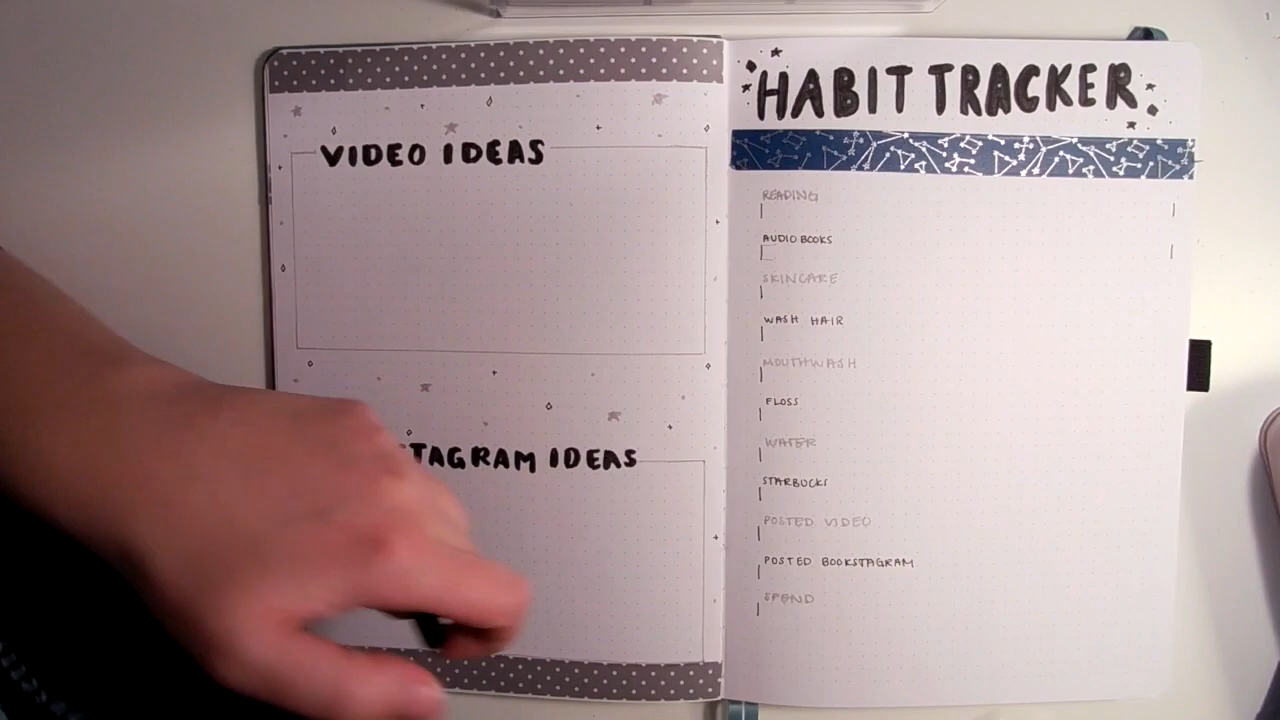 VIDEO IDEAS
STAGRAM IDEAS
HABIT TRACKER
READING
AUDIO BOOKS
SKINCARE
WASH HAIR
MOUTHWASH
FLOSS
WATER
STARBUCKS
POSTED VIDEO
POSTED BOOKSTAGRAM
SPEND